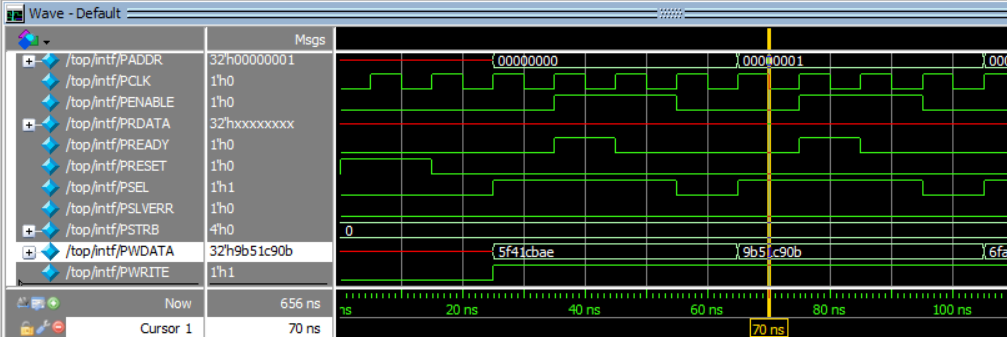 Wave - Default
Msgs
/top/intf/PADDR 32'h00000001 00000000 00000001 000
/top/intf/PCLK 1'h0
/top/intf/PENABLE 1'h0
/top/intf/PRDATA 32'hxxxxxxxx
/top/intf/PREADY 1'h0
/top/intf/PRESET 1'h0
/top/intf/PSEL 1'h1
/top/intf/PSLVERR 1'h0
/top/intf/PSTRB 4'h0 0
/top/intf/PWDATA 32'h9b51c90b 5f41cbae 9b51c90b 6fa
/top/intf/PWRITE 1'h1
Now 656 ns ns 20 ns 40 ns 60 ns 80 ns 100 ns
Cursor 1 70 ns 70 ns